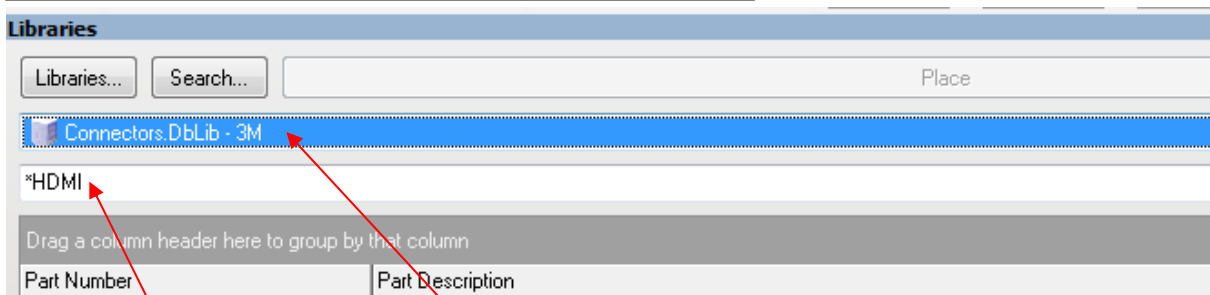 Libraries
Libraries... Search... Place
Connectors.DbLib - 3M
*HDMI
Drag a column header here to group by that column
Part Number Part Description